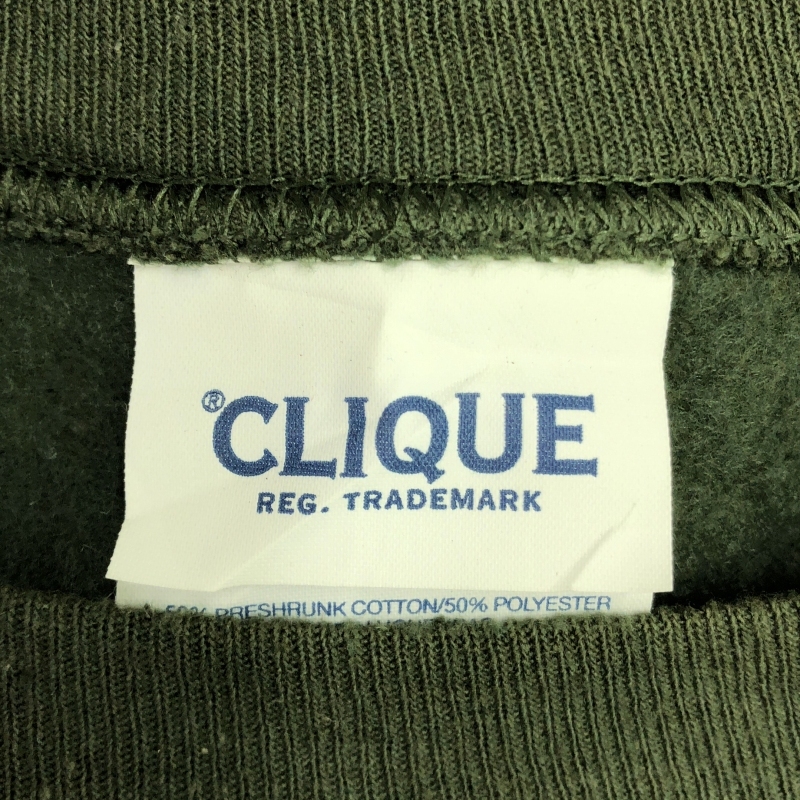 ® CLIQUE
REG. TRADEMARK
50% PRESHRUNK COTTON/50% POLYESTER